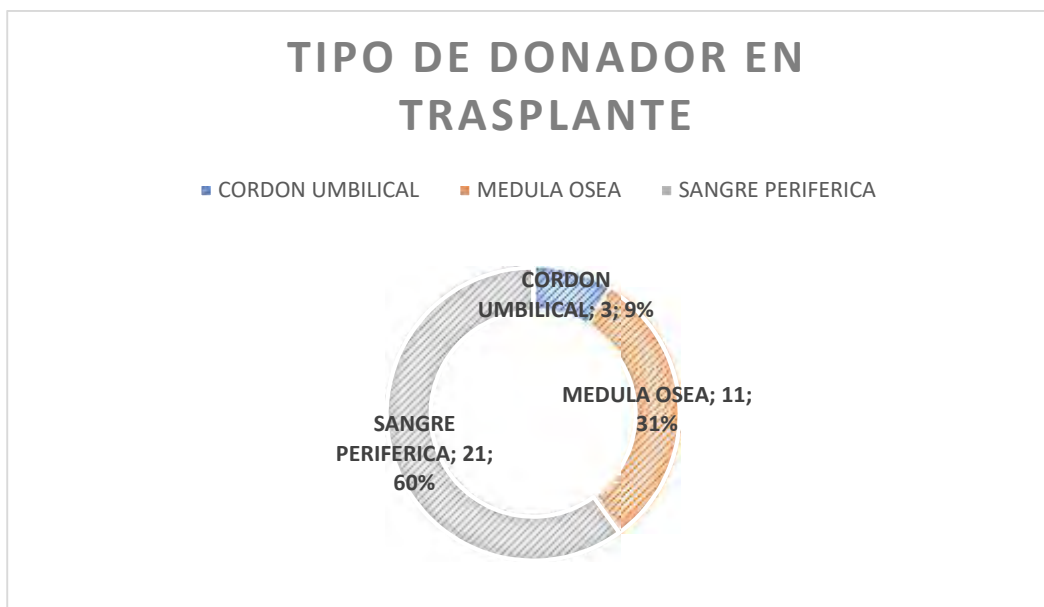 TIPO DE DONADOR EN
TRASPLANTE
CORDON UMBILICAL MEDULA OSEA SANGRE PERIFERICA
CORDON
UMBILICAL; 3; 9%
MEDULA OSEA; 11;
31%
SANGRE
PERIFERICA; 21;
60%